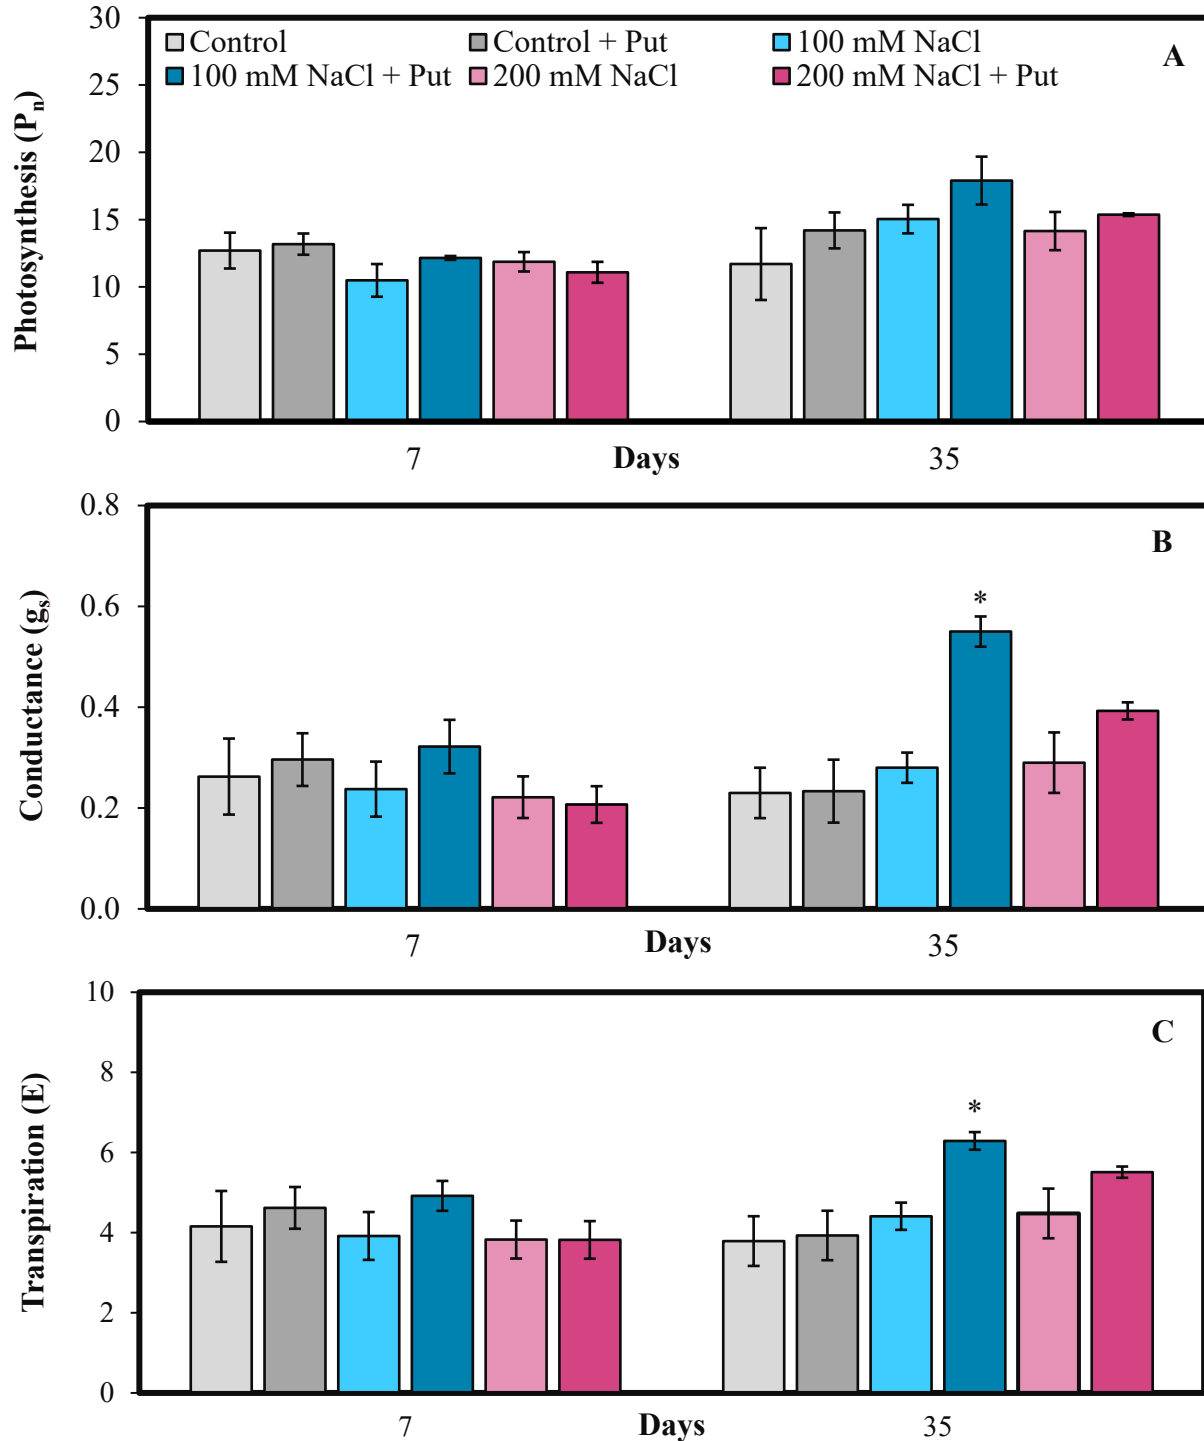 30
Control
Control + Put
100 mM NaCl
100 mM NaCl + Put
200 mM NaCl
200 mM NaCl + Put
A
25
20
15
10
5
0
Photosynthesis (Pn)
7
Days
35
0.8
B
0.6
*
0.4
0.2
0.0
Conductance (gs)
7
Days
35
10
C
8
*
6
4
2
0
Transpiration (E)
7
Days
35